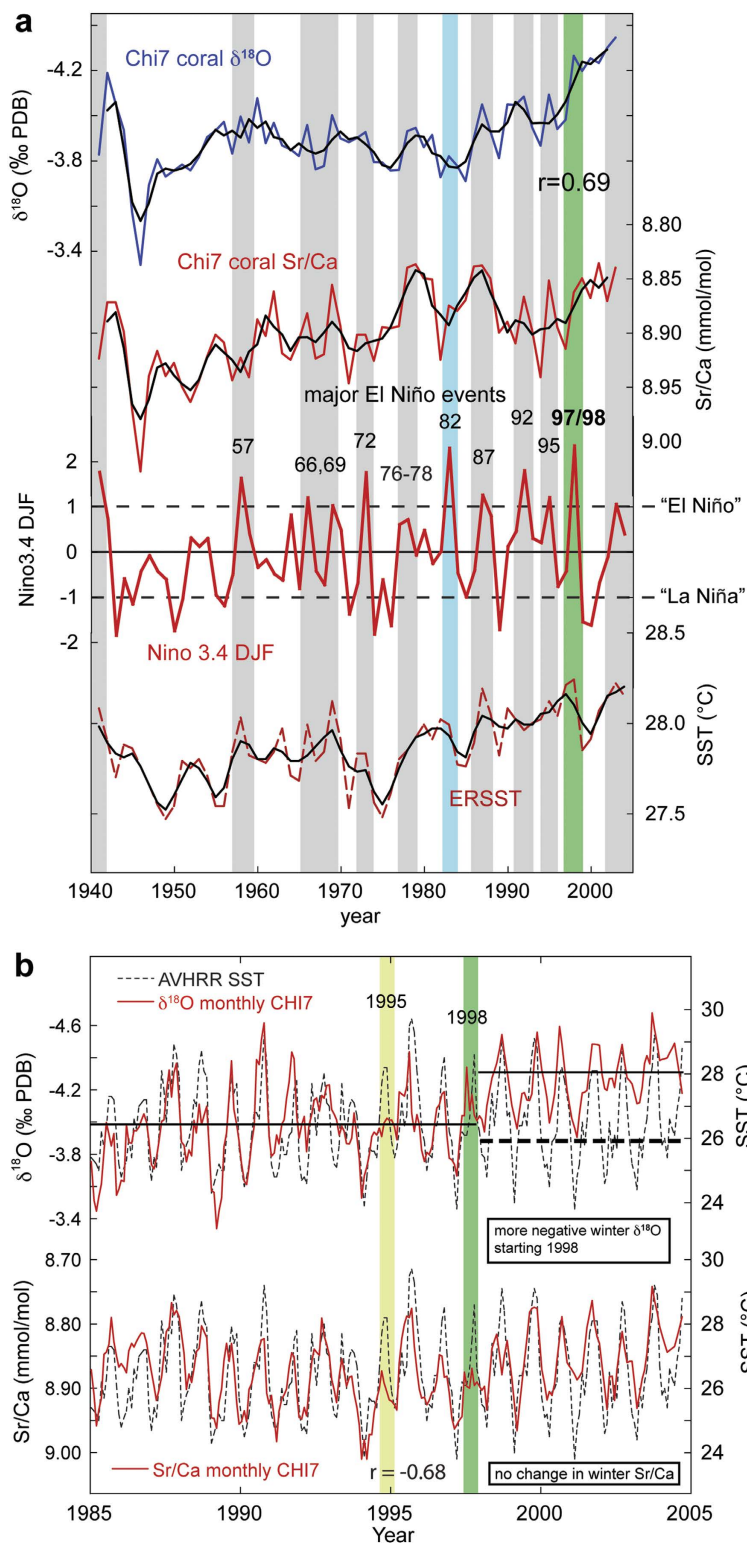 a
Chi7 coral δ¹⁸O
-4.2
-3.8
-3.4
δ¹⁸O (‰ PDB)
r=0.69
8.80
8.85
8.90
8.95
9.00
Sr/Ca (mmol/mol)
Chi7 coral Sr/Ca
major El Niño events
57
66,69
72
76-78
82
87
92
95
97/98
2
1
0
-1
-2
Nino3.4 DJF
“El Niño”
“La Niña”
Nino 3.4 DJF
28.5
28.0
27.5
SST (°C)
ERSST
1940
1950
1960
1970
1980
1990
2000
year
b
AVHRR SST
δ¹⁸O monthly CHI7
1995
1998
-4.6
-4.2
-3.8
-3.4
δ¹⁸O (‰ PDB)
30
28
26
24
SST (°C)
more negative winter δ¹⁸O
starting 1998
8.70
8.80
8.90
9.00
Sr/Ca (mmol/mol)
30
28
26
24
SST (°C)
Sr/Ca monthly CHI7
r = -0.68
no change in winter Sr/Ca
1985
1990
1995
2000
2005
Year